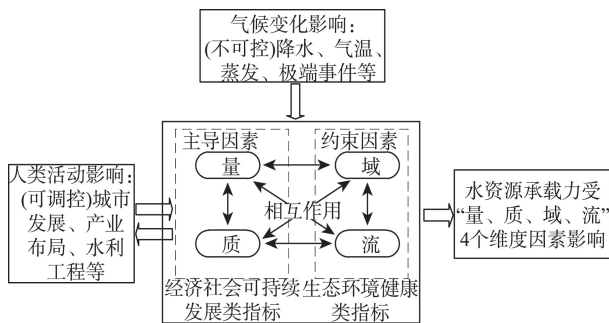 气候变化影响：
(不可控)降水、气温、
蒸发、极端事件等
人类活动影响：
(可调控)城市
发展、产业
布局、水利
工程等
主导因素
约束因素
量
域
相互作用
质
流
经济社会可持续
发展类指标
生态环境健康
类指标
水资源承载力受
“量、质、域、流”
4个维度因素影响